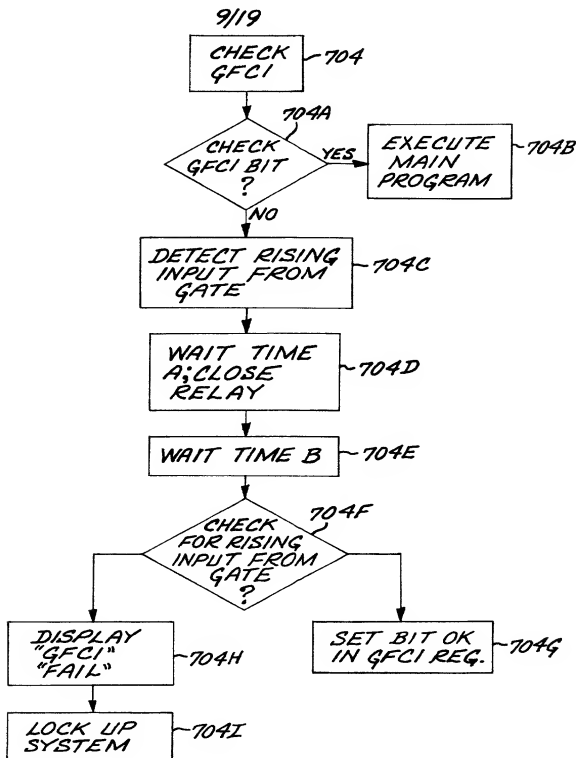 9/19
CHECK
GFCI
704
704A
CHECK
GFCI BIT
?
YES
EXECUTE
MAIN
PROGRAM
704B
NO
DETECT RISING
INPUT FROM
GATE
704C
WAIT TIME
A; CLOSE
RELAY
704D
WAIT TIME B
704E
704F
CHECK
FOR RISING
INPUT FROM
GATE
?
DISPLAY
"GFCI"
"FAIL"
704H
SET BIT OK
IN GFCI REG.
704G
LOCK UP
SYSTEM
704I